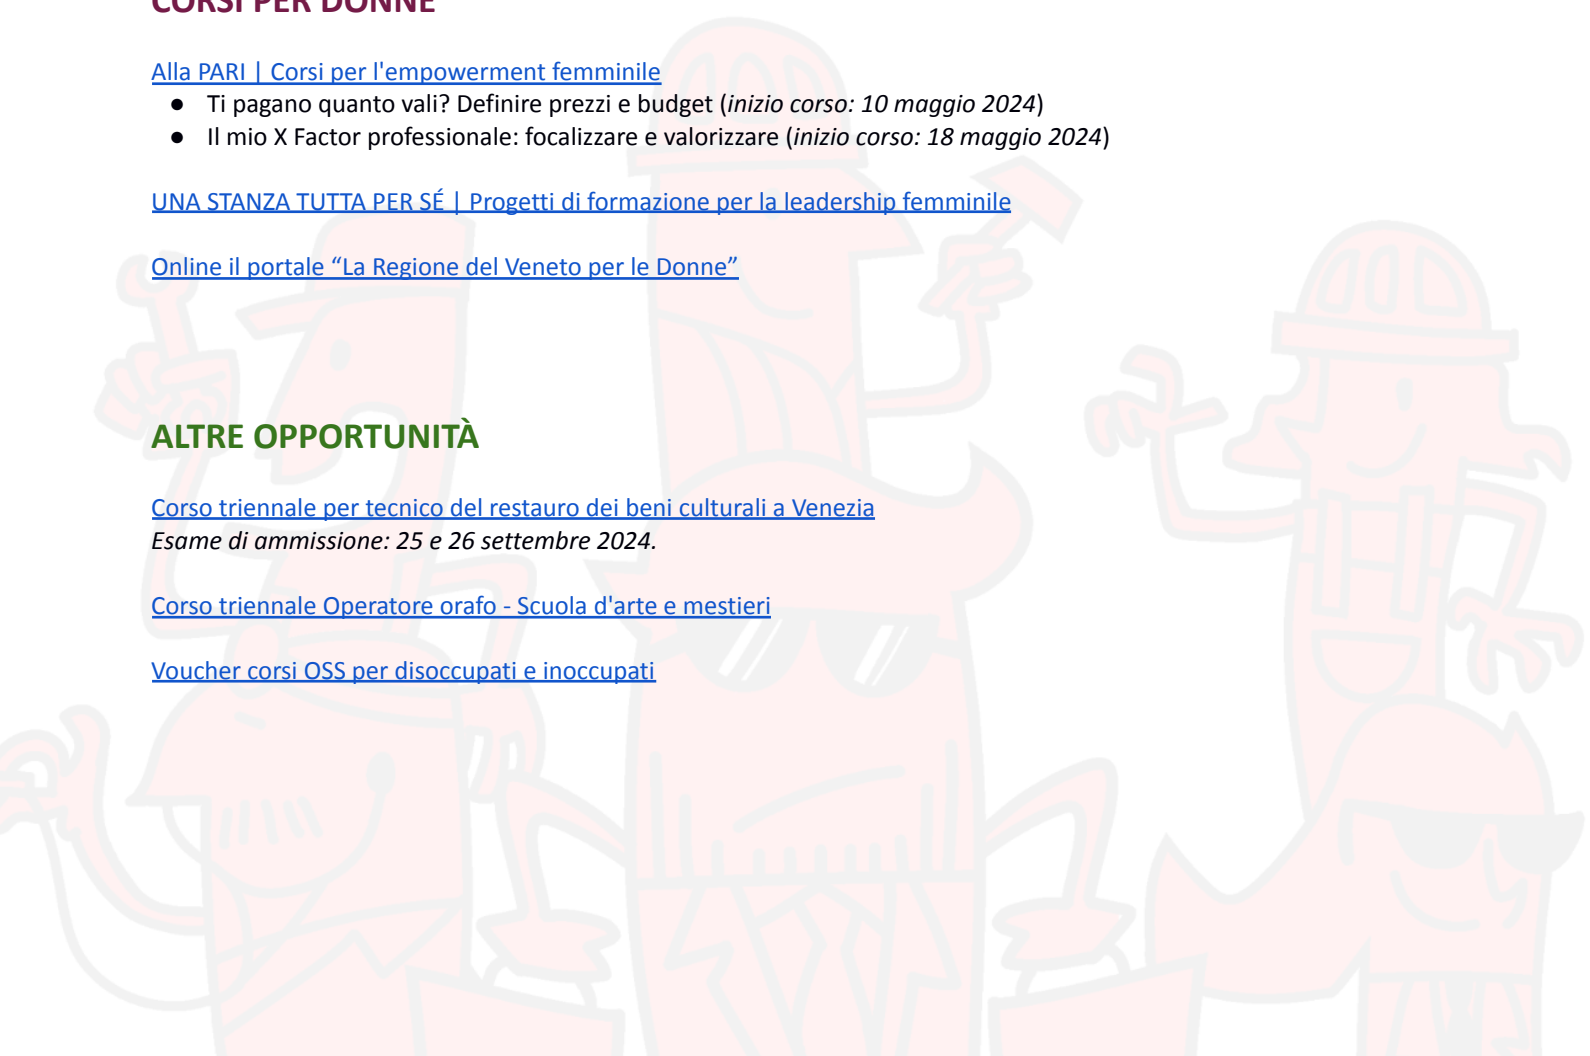 CORSI PER DONNE
Alla PARI | Corsi per l'empowerment femminile
● Ti pagano quanto vali? Definire prezzi e budget (inizio corso: 10 maggio 2024)
● Il mio X Factor professionale: focalizzare e valorizzare (inizio corso: 18 maggio 2024)
UNA STANZA TUTTA PER SÉ | Progetti di formazione per la leadership femminile
Online il portale “La Regione del Veneto per le Donne”
ALTRE OPPORTUNITÀ
Corso triennale per tecnico del restauro dei beni culturali a Venezia
Esame di ammissione: 25 e 26 settembre 2024.
Corso triennale Operatore orafo - Scuola d'arte e mestieri
Voucher corsi OSS per disoccupati e inoccupati